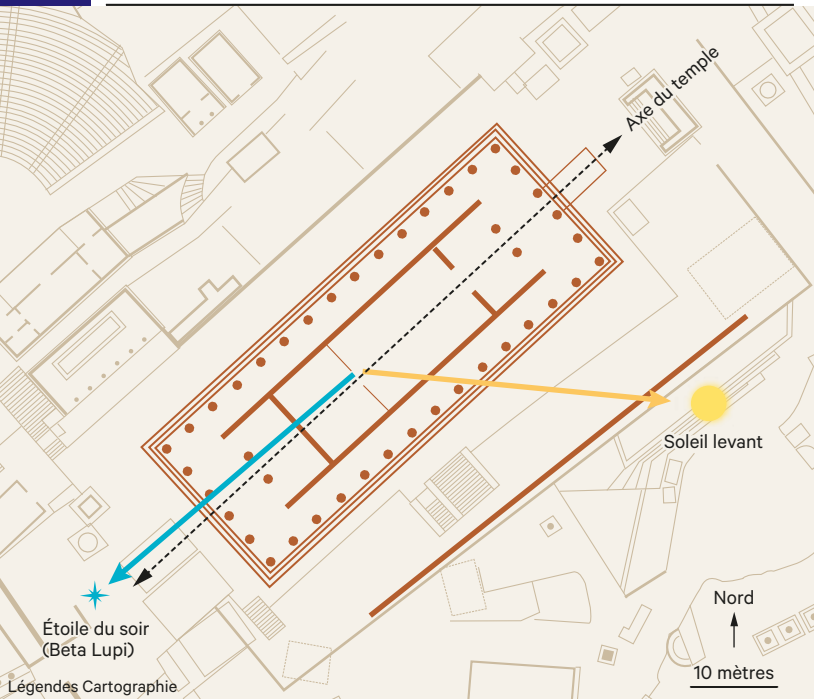 Axe du temple
Soleil levant
Étoile du soir
(Beta Lupi)
Nord
10 mètres
Légendes Cartographie